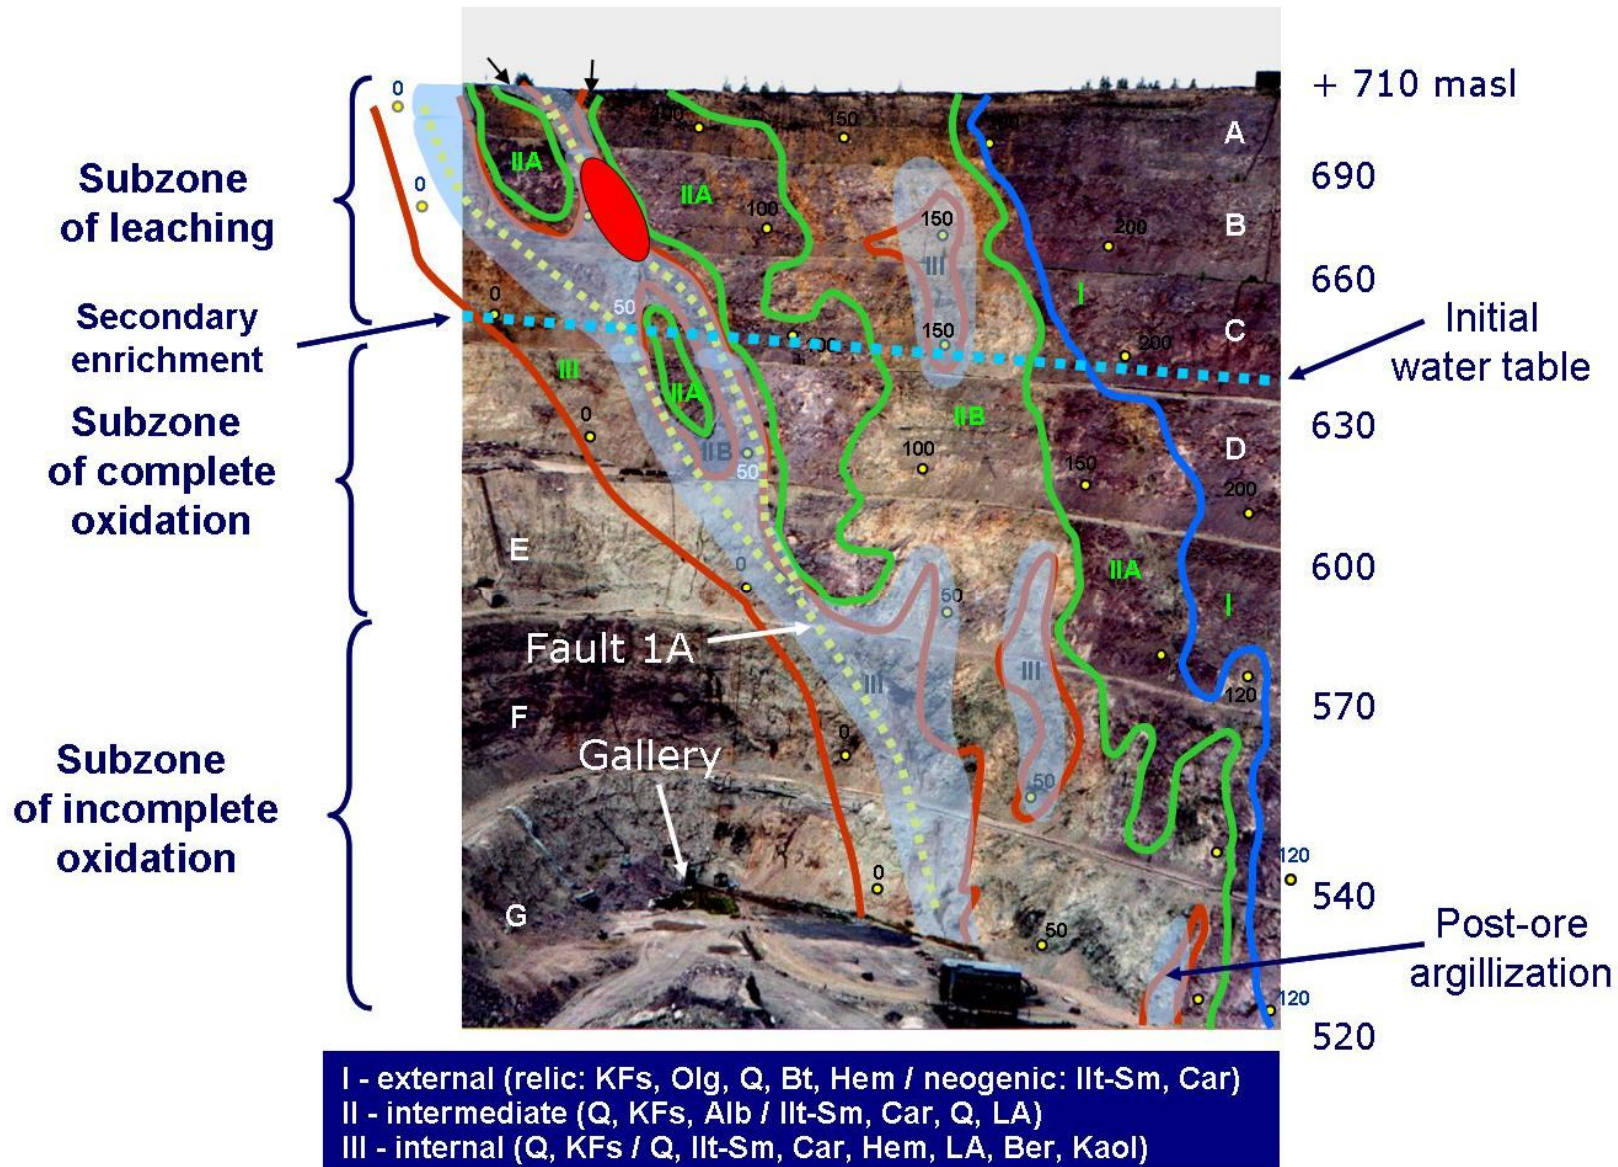 + 710 masl
0
100
150
A
Subzone
of leaching
0
IIA
IIA
690
100
150
200
B
III
I
660
Secondary
enrichment
0
50
150
200
C
Initial
water table
III
IIA
IIB
630
Subzone
of complete
oxidation
0
IIB
50
100
150
D
200
E
0
50
IIA
600
I
Fault 1A
III
III
120
570
F
Gallery
0
50
Subzone
of incomplete
oxidation
0
120
540
G
50
Post-ore
argillization
120
520
I - external (relic: KFs, Olg, Q, Bt, Hem / neogenic: Ilt-Sm, Car)
II - intermediate (Q, KFs, Alb / Ilt-Sm, Car, Q, LA)
III - internal (Q, KFs / Q, Ilt-Sm, Car, Hem, LA, Ber, Kaol)